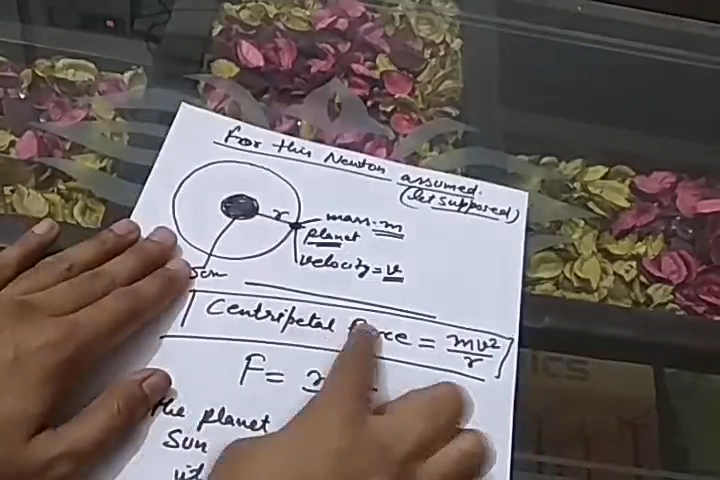 For this Newton assumed.
(let supposed)
r
mass = m
planet
velocity = v
Sun
Centripetal force = mv²/r
F =
the planet
Sun